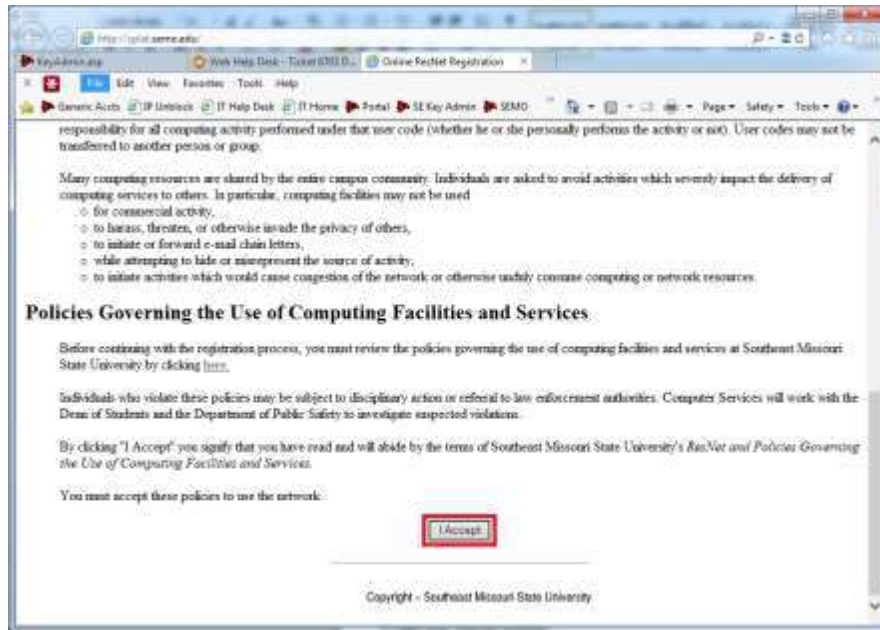 KeyAdmin.asp
Web Help Desk - Ticket
Online ResNet Registration
File Edit View Favorites Tools Help
Generic Accts IP Unblock IT Help Desk IT Home Portal SE Key Admin SEMO Page Safety Tools
responsibility for all computing activity performed under that user code (whether he or she personally performs the activity or not). User codes may not be
transferred to another person or group.
Many computing resources are shared by the entire campus community. Individuals are asked to avoid activities which severely impact the delivery of
computing services to others. In particular, computing facilities may not be used
for commercial activity,
to harass, threaten, or otherwise invade the privacy of others,
to initiate or forward e-mail chain letters,
while attempting to hide or misrepresent the source of activity,
to initiate activities which would cause congestion of the network or otherwise unduly consume computing or network resources.
Policies Governing the Use of Computing Facilities and Services
Before continuing with the registration process, you must review the policies governing the use of computing facilities and services at Southeast Missouri
State University by clicking here.
Individuals who violate these policies may be subject to disciplinary action or referral to law enforcement authorities. Computer Services will work with the
Dean of Students and the Department of Public Safety to investigate suspected violations.
By clicking "I Accept" you signify that you have read and will abide by the terms of Southeast Missouri State University's ResNet and Policies Governing
the Use of Computing Facilities and Services.
You must accept these policies to use the network.
I Accept
Copyright - Southeast Missouri State University